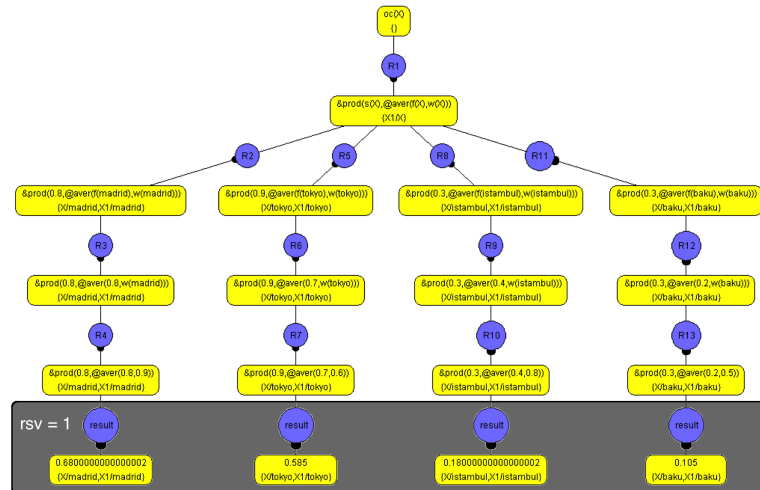 oc(X)
{}
R1
&prod(s(X),@aver(f(X),w(X)))
{X1/X}
R2 R5 R8 R11
&prod(0.8,@aver(f(madrid),w(madrid))) &prod(0.9,@aver(f(tokyo),w(tokyo))) &prod(0.3,@aver(f(istambul),w(istambul))) &prod(0.3,@aver(f(baku),w(baku)))
{X/madrid,X1/madrid} {X/tokyo,X1/tokyo} {X/istambul,X1/istambul} {X/baku,X1/baku}
R3 R6 R9 R12
&prod(0.8,@aver(0.8,w(madrid))) &prod(0.9,@aver(0.7,w(tokyo))) &prod(0.3,@aver(0.4,w(istambul))) &prod(0.3,@aver(0.2,w(baku)))
{X/madrid,X1/madrid} {X/tokyo,X1/tokyo} {X/istambul,X1/istambul} {X/baku,X1/baku}
R4 R7 R10 R13
&prod(0.8,@aver(0.8,0.9)) &prod(0.9,@aver(0.7,0.6)) &prod(0.3,@aver(0.4,0.8)) &prod(0.3,@aver(0.2,0.5))
{X/madrid,X1/madrid} {X/tokyo,X1/tokyo} {X/istambul,X1/istambul} {X/baku,X1/baku}
rsv = 1 result result result result
0.6800000000000002 0.585 0.18000000000000002 0.105
{X/madrid,X1/madrid} {X/tokyo,X1/tokyo} {X/istambul,X1/istambul} {X/baku,X1/baku}